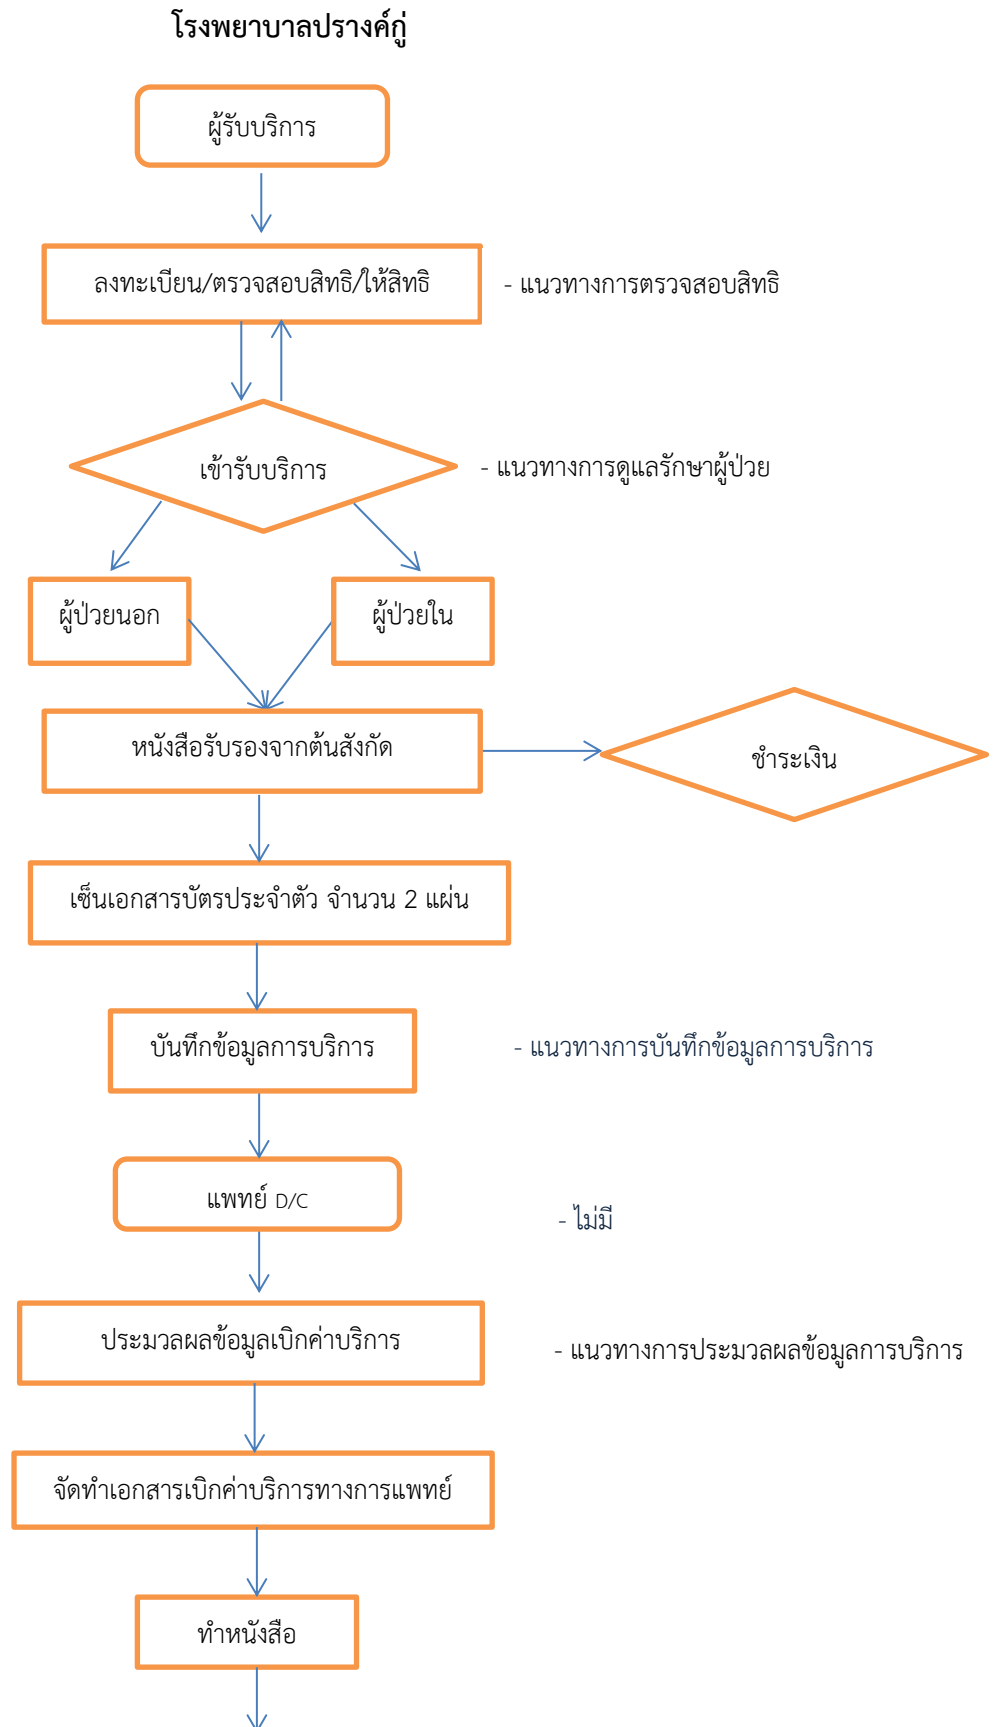 โรงพยาบาลปรางค์กู่
ผู้รับบริการ
ลงทะเบียน/ตรวจสอบสิทธิ/ให้สิทธิ
- แนวทางการตรวจสอบสิทธิ
เข้ารับบริการ
- แนวทางการดูแลรักษาผู้ป่วย
ผู้ป่วยนอก
ผู้ป่วยใน
หนังสือรับรองจากต้นสังกัด
ชำระเงิน
เซ็นเอกสารบัตรประจำตัว จำนวน 2 แผ่น
บันทึกข้อมูลการบริการ
- แนวทางการบันทึกข้อมูลการบริการ
แพทย์ D/C
- ไม่มี
ประมวลผลข้อมูลเบิกค่าบริการ
- แนวทางการประมวลผลข้อมูลการบริการ
จัดทำเอกสารเบิกค่าบริการทางการแพทย์
ทำหนังสือ